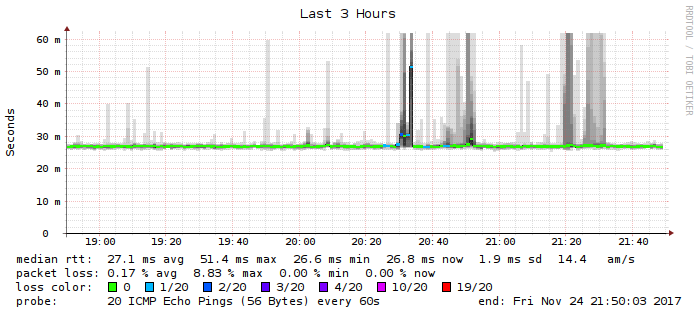 Last 3 Hours
RRDTOOL / TOBI OETIKER
Seconds
60 m
50 m
40 m
30 m
20 m
10 m
0
19:00 19:20 19:40 20:00 20:20 20:40 21:00 21:20 21:40
median rtt: 27.1 ms avg 51.4 ms max 26.6 ms min 26.8 ms now 1.9 ms sd 14.4 am/s
packet loss: 0.17 % avg 8.83 % max 0.00 % min 0.00 % now
loss color: 0 1/20 2/20 3/20 4/20 10/20 19/20
probe: 20 ICMP Echo Pings (56 Bytes) every 60s end: Fri Nov 24 21:50:03 2017